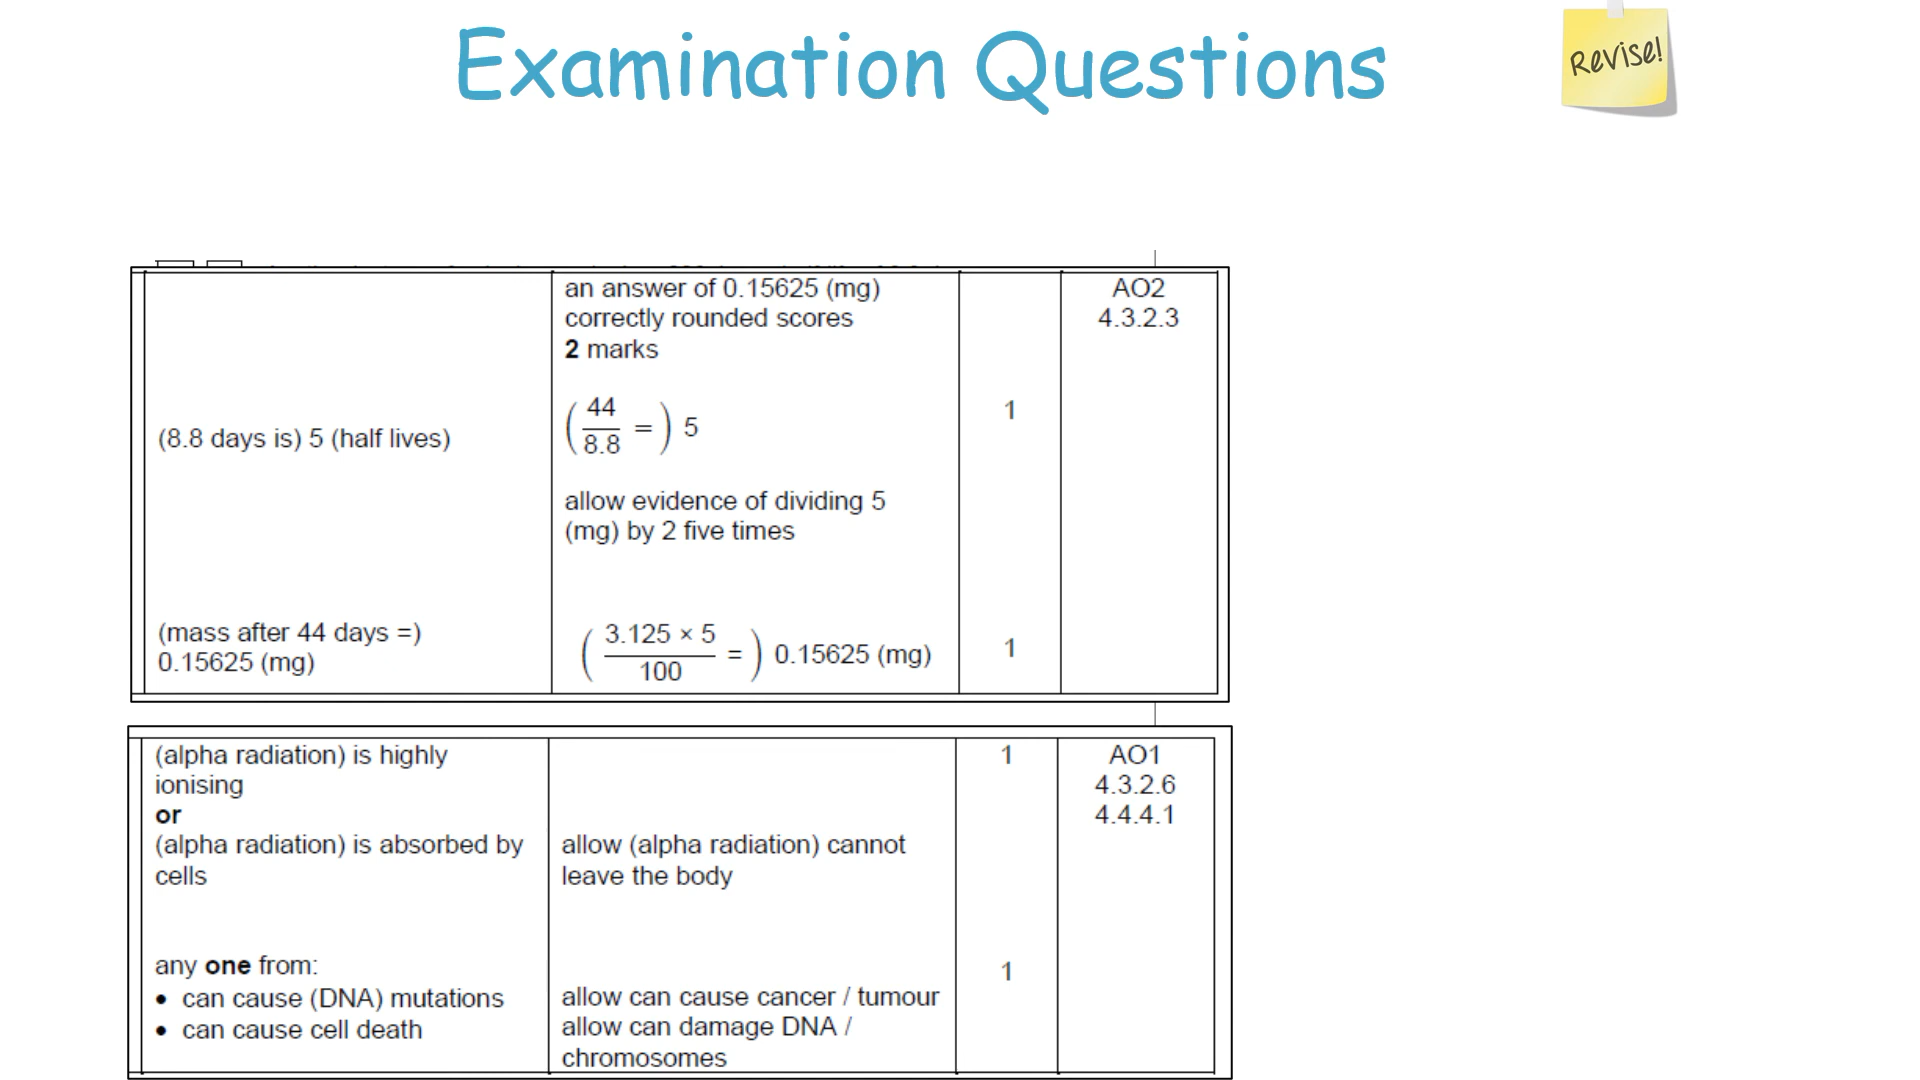 Examination Questions
Revise!
an answer of 0.15625 (mg)
correctly rounded scores
2 marks
AO2
4.3.2.3
(8.8 days is) 5 (half lives)
( 44 / 8.8 = ) 5
1
allow evidence of dividing 5
(mg) by 2 five times
(mass after 44 days =)
0.15625 (mg)
( 3.125 × 5 / 100 = ) 0.15625 (mg)
1
(alpha radiation) is highly
ionising
or
(alpha radiation) is absorbed by
cells
allow (alpha radiation) cannot
leave the body
1
AO1
4.3.2.6
4.4.4.1
any one from:
• can cause (DNA) mutations
• can cause cell death
allow can cause cancer / tumour
allow can damage DNA /
chromosomes
1